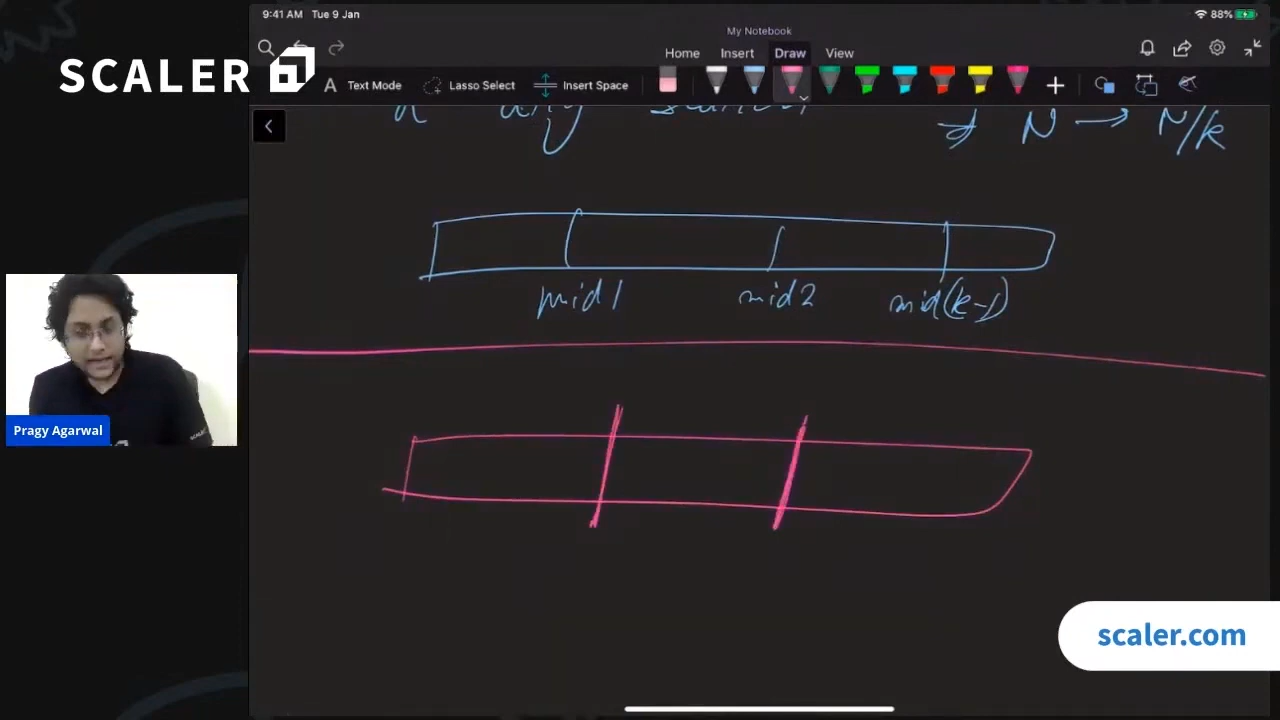 9:41 AM Tue 9 Jan
88%
My Notebook
SCALER
Home Insert Draw View
A Text Mode Lasso Select Insert Space
k any
N → N/k
mid1 mid2 mid(k-1)
Pragy Agarwal
scaler.com